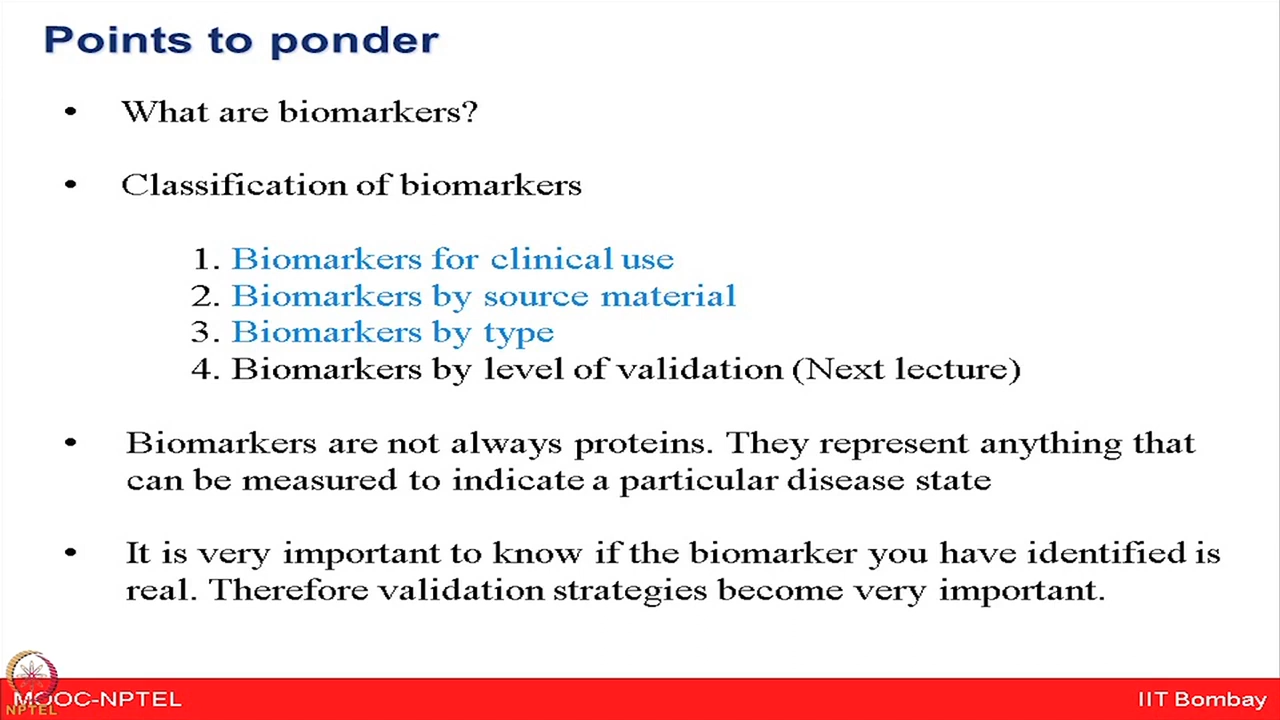 Points to ponder
• What are biomarkers?
• Classification of biomarkers
1. Biomarkers for clinical use
2. Biomarkers by source material
3. Biomarkers by type
4. Biomarkers by level of validation (Next lecture)
• Biomarkers are not always proteins. They represent anything that
can be measured to indicate a particular disease state
• It is very important to know if the biomarker you have identified is
real. Therefore validation strategies become very important.
MOOC-NPTEL
NPTEL
IIT Bombay